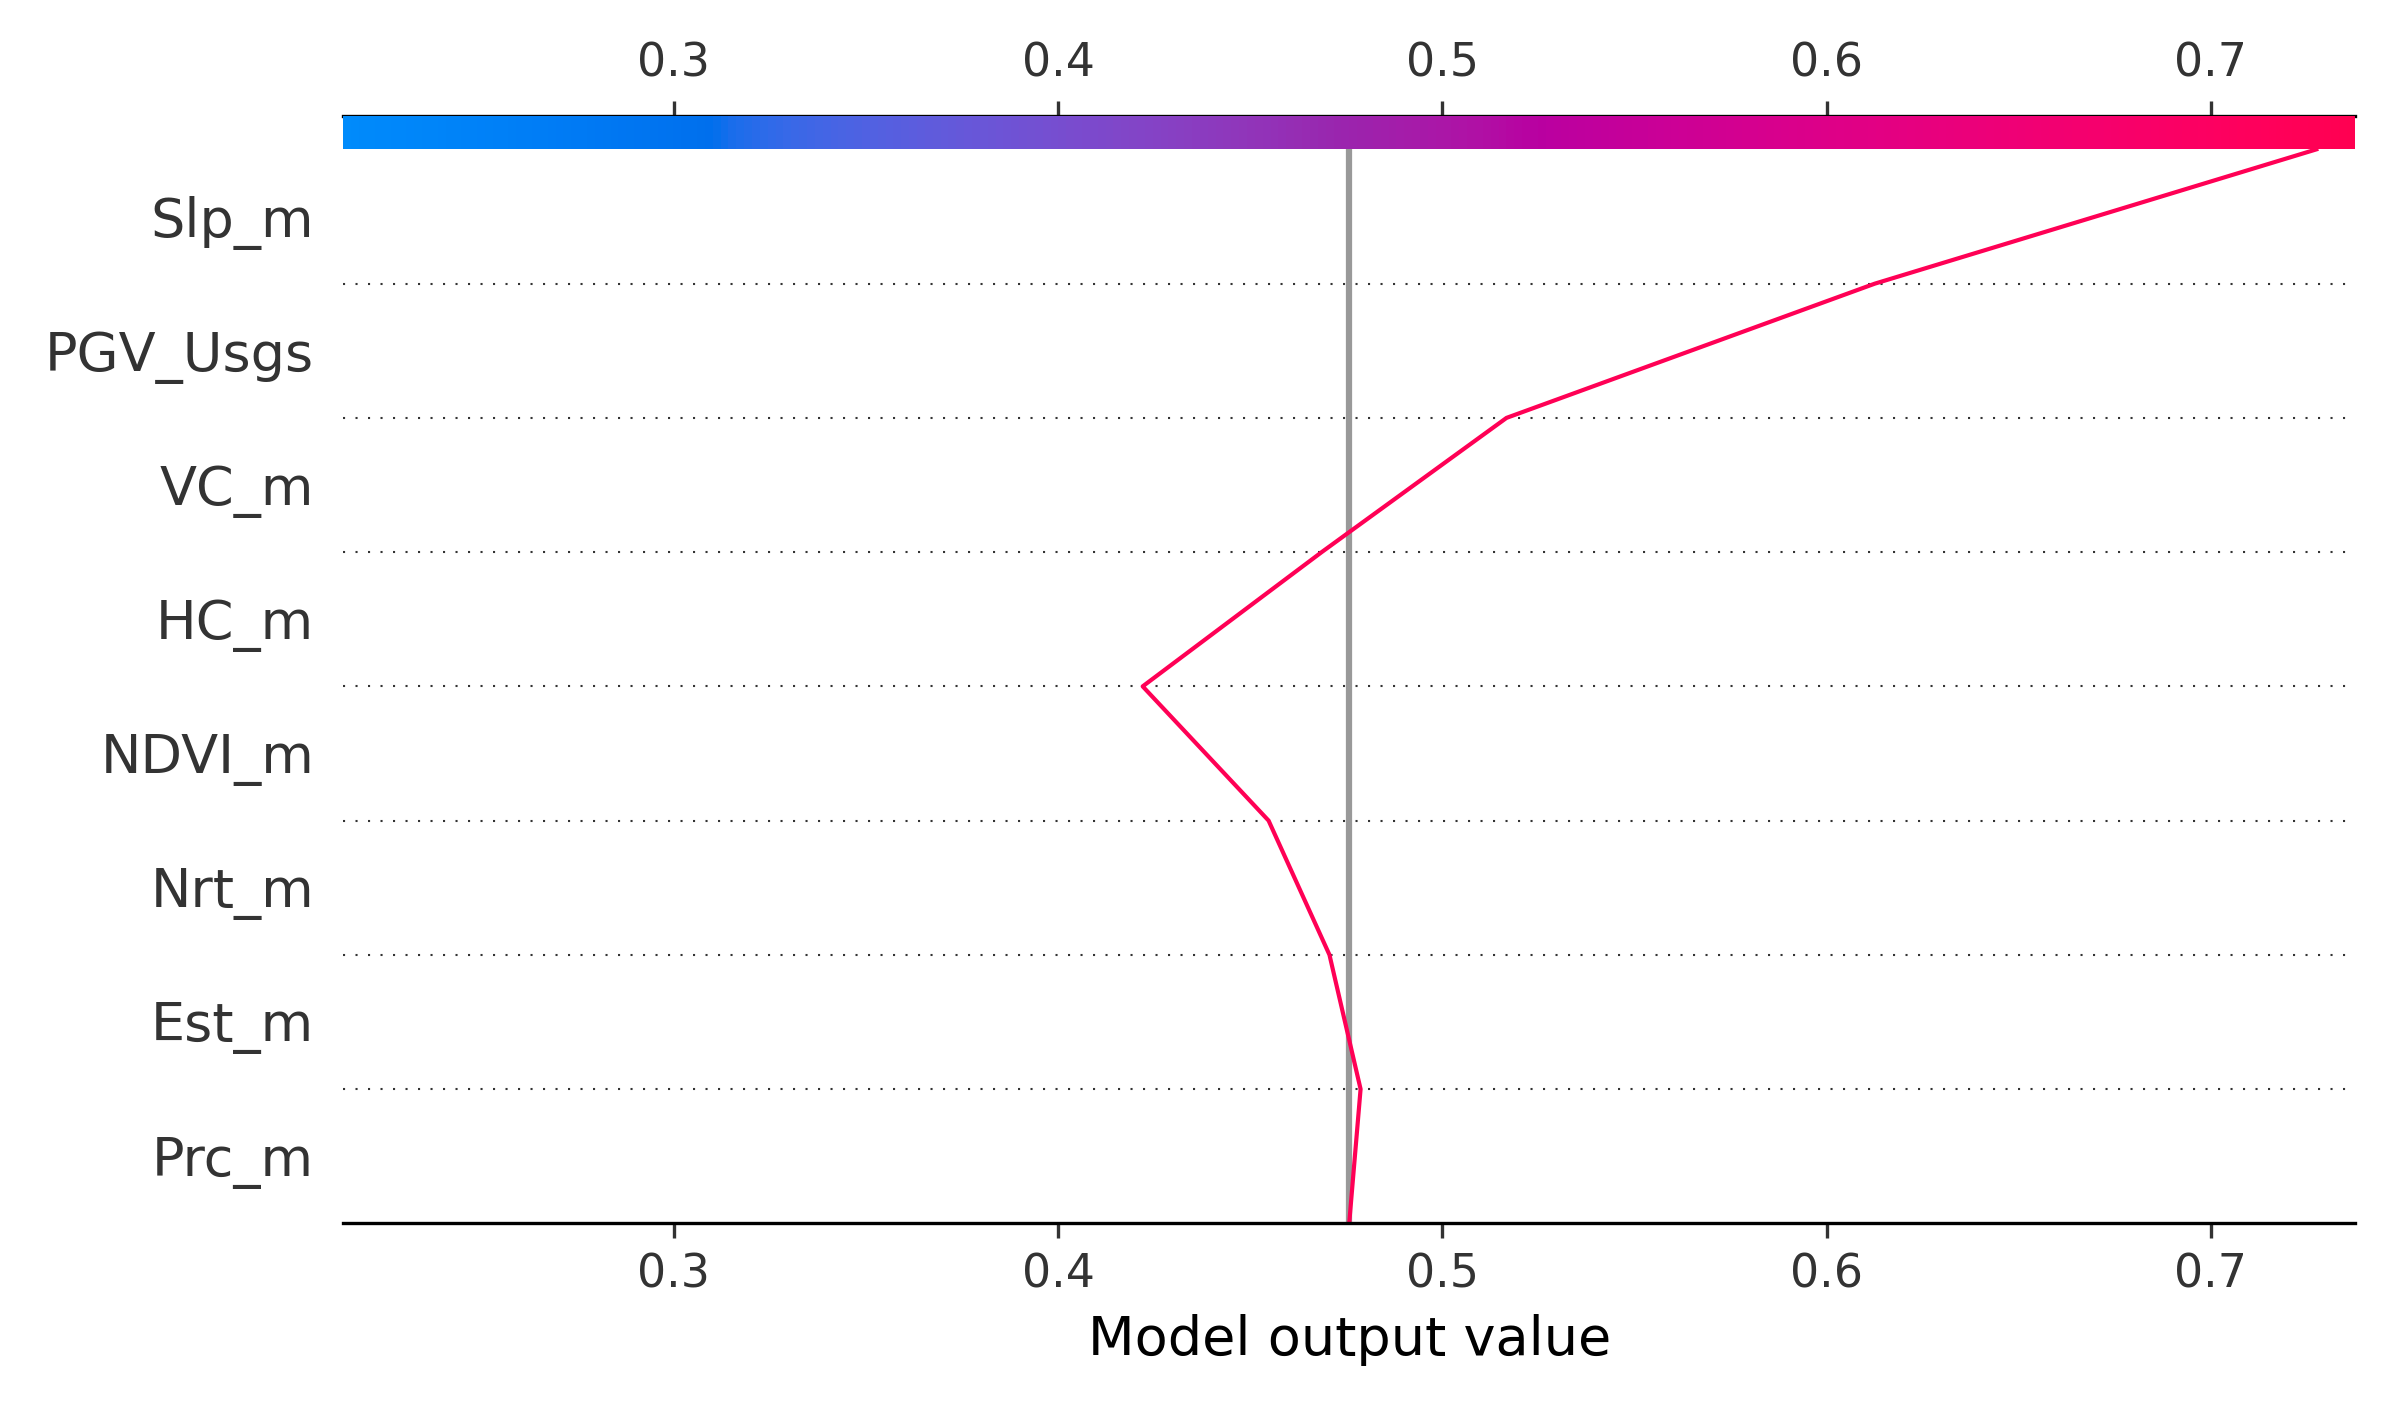 0.3 0.4 0.5 0.6 0.7
Slp_m
PGV_Usgs
VC_m
HC_m
NDVI_m
Nrt_m
Est_m
Prc_m
0.3 0.4 0.5 0.6 0.7
Model output value